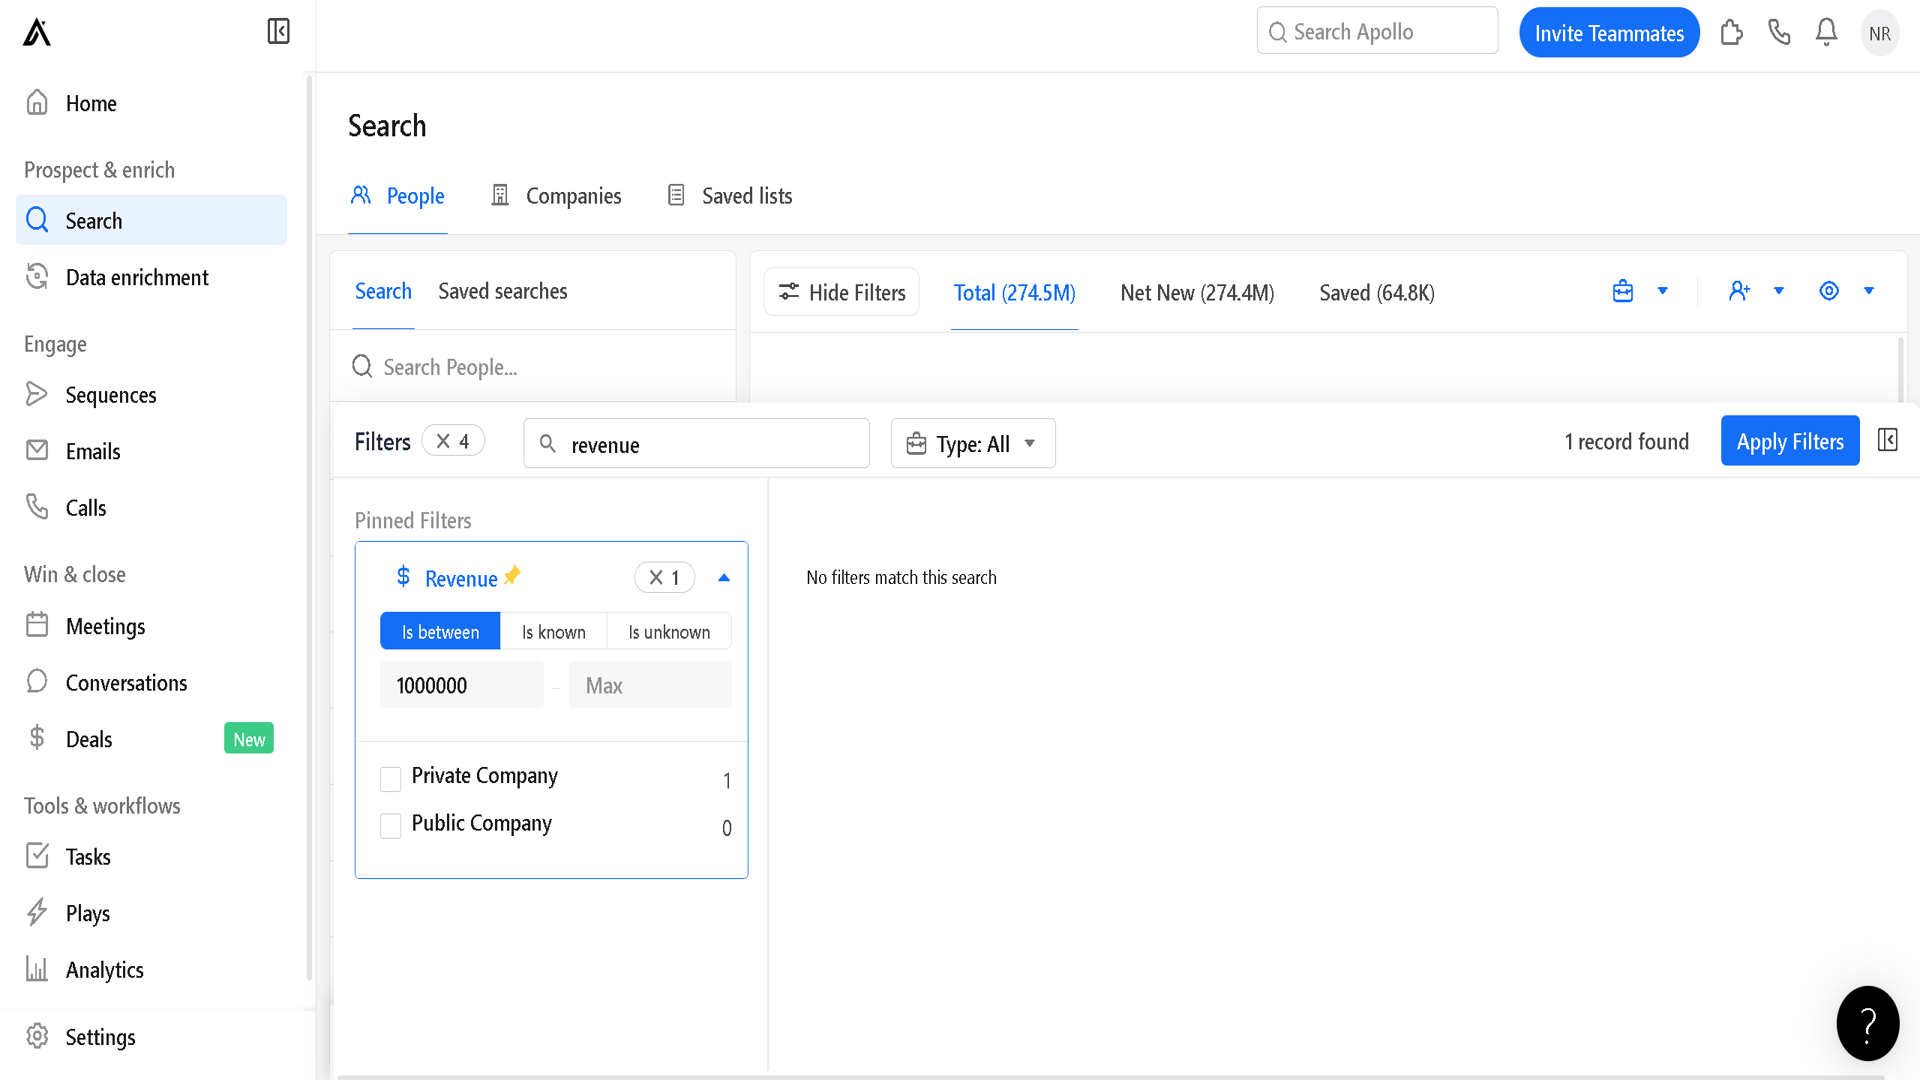 Search Apollo
Invite Teammates
NR
Home
Prospect & enrich
Search
Data enrichment
Engage
Sequences
Emails
Calls
Win & close
Meetings
Conversations
Deals
New
Tools & workflows
Tasks
Plays
Analytics
Settings
Search
People
Companies
Saved lists
Search
Saved searches
Search People...
Hide Filters
Total (274.5M)
Net New (274.4M)
Saved (64.8K)
Filters
4
revenue
Type: All
1 record found
Apply Filters
Pinned Filters
Revenue
1
Is between
Is known
Is unknown
1000000
Max
Private Company
1
Public Company
0
No filters match this search
?